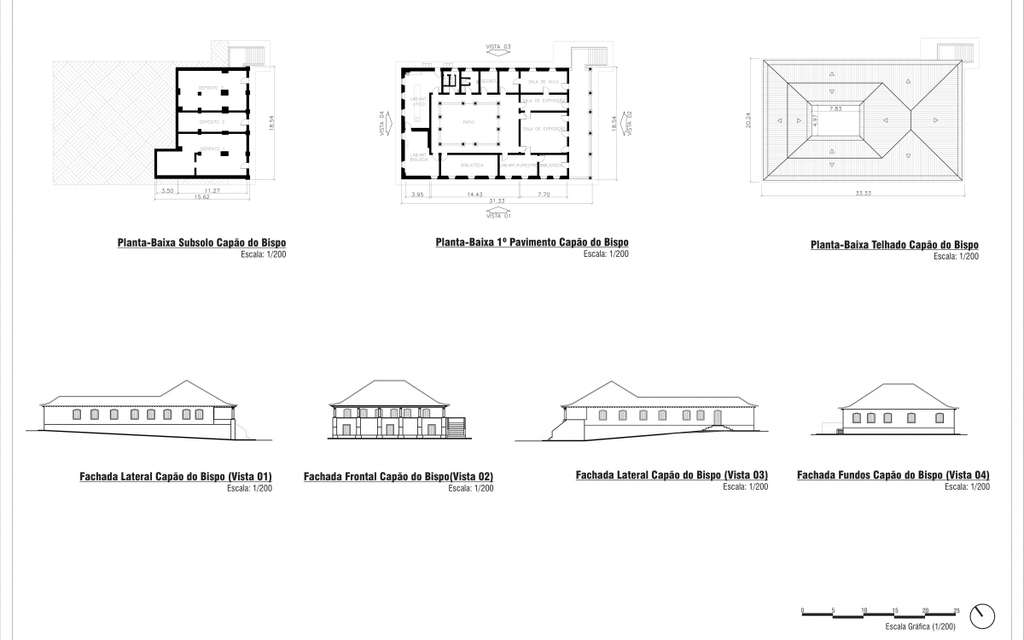 VISTA 03
DEPOSITO
DEPOSITO 2
DEPOSITO
18.54
3.50
11.27
15.62
VISTA 04
PATIO
BIBLIOTECA
18.54
VISTA 02
3.95
14.43
7.70
31.33
VISTA 01
20.24
7.83
4.97
33.33
Planta-Baixa Subsolo Capão do Bispo
Escala: 1/200
Planta-Baixa 1º Pavimento Capão do Bispo
Escala: 1/200
Planta-Baixa Telhado Capão do Bispo
Escala: 1/200
Fachada Lateral Capão do Bispo (Vista 01)
Escala: 1/200
Fachada Frontal Capão do Bispo(Vista 02)
Escala: 1/200
Fachada Lateral Capão do Bispo (Vista 03)
Escala: 1/200
Fachada Fundos Capão do Bispo (Vista 04)
Escala: 1/200
0 5 10 15 20 25
Escala Gráfica (1/200)